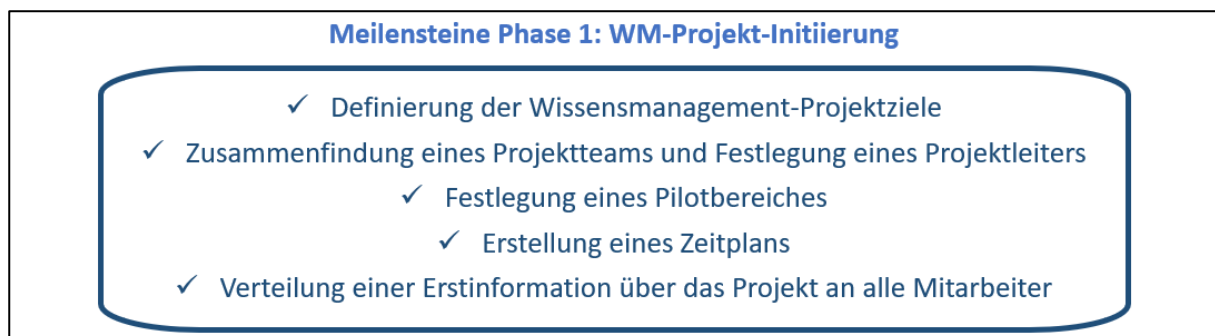 Meilensteine Phase 1: WM-Projekt-Initiierung
✓ Definierung der Wissensmanagement-Projektziele
✓ Zusammenfindung eines Projektteams und Festlegung eines Projektleiters
✓ Festlegung eines Pilotbereiches
✓ Erstellung eines Zeitplans
✓ Verteilung einer Erstinformation über das Projekt an alle Mitarbeiter